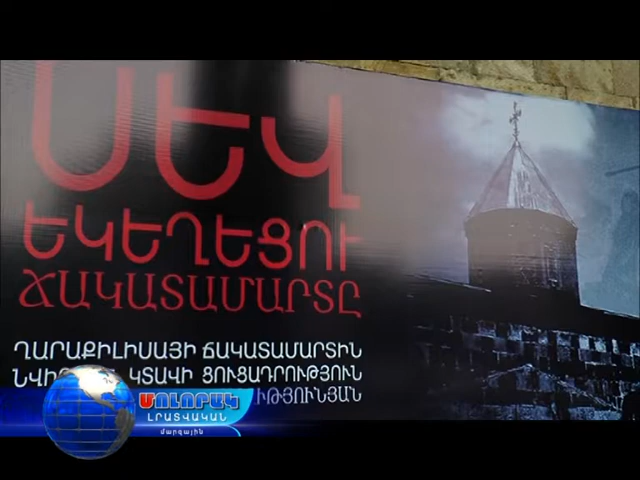 ՍԵՎ
ԵԿԵՂԵՑՈՒ
ՃԱԿԱՏԱՄԱՐՏԸ
ՂԱՐԱՔԻԼԻՍԱՅԻ ՃԱԿԱՏԱՄԱՐՏԻՆ
ԿՏԱՎԻ ՑՈՒՑԱԴՐՈՒԹՅՈՒՆ
ՄՈԼՈՐԱԿ
ԼՐԱՏՎԱԿԱՆ
մարզային